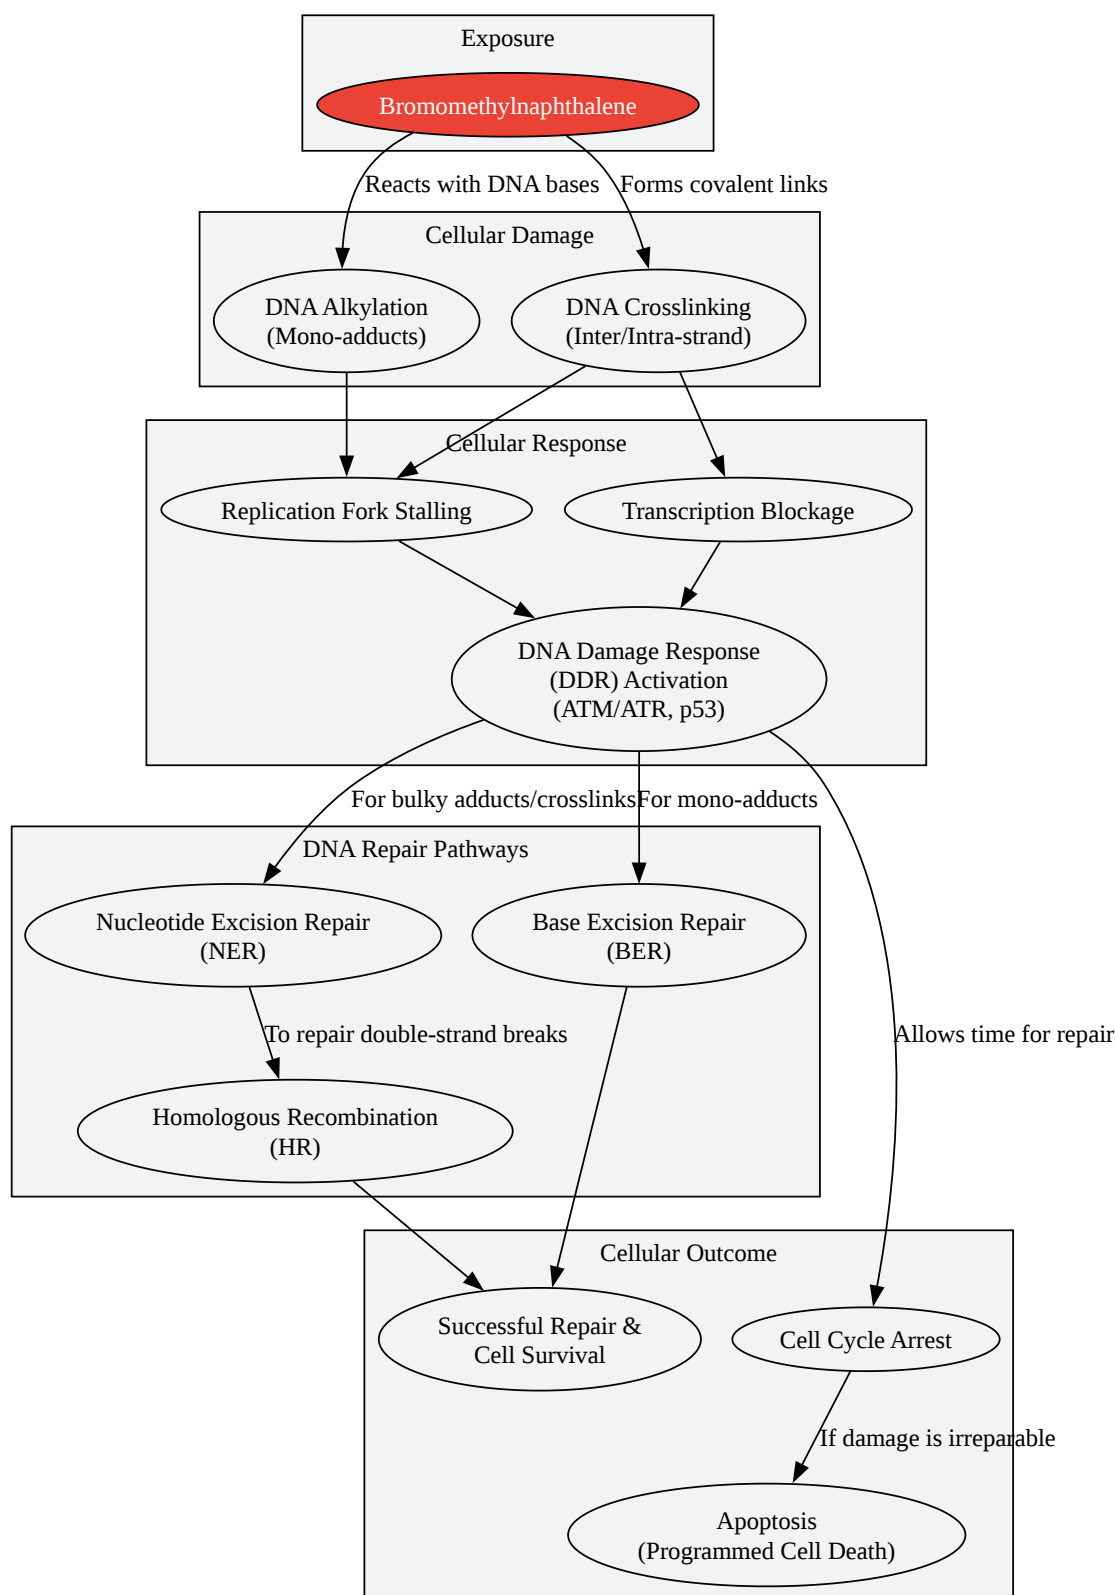 Exposure
Bromomethylnaphthalene
Reacts with DNA bases
Forms covalent links
Cellular Damage
DNA Alkylation
(Mono-adducts)
DNA Crosslinking
(Inter/Intra-strand)
Cellular Response
Replication Fork Stalling
Transcription Blockage
DNA Damage Response
(DDR) Activation
(ATM/ATR, p53)
For bulky adducts/crosslinks
For mono-adducts
DNA Repair Pathways
Nucleotide Excision Repair
(NER)
Base Excision Repair
(BER)
To repair double-strand breaks
Allows time for repair
Homologous Recombination
(HR)
Cellular Outcome
Successful Repair &
Cell Survival
Cell Cycle Arrest
If damage is irreparable
Apoptosis
(Programmed Cell Death)